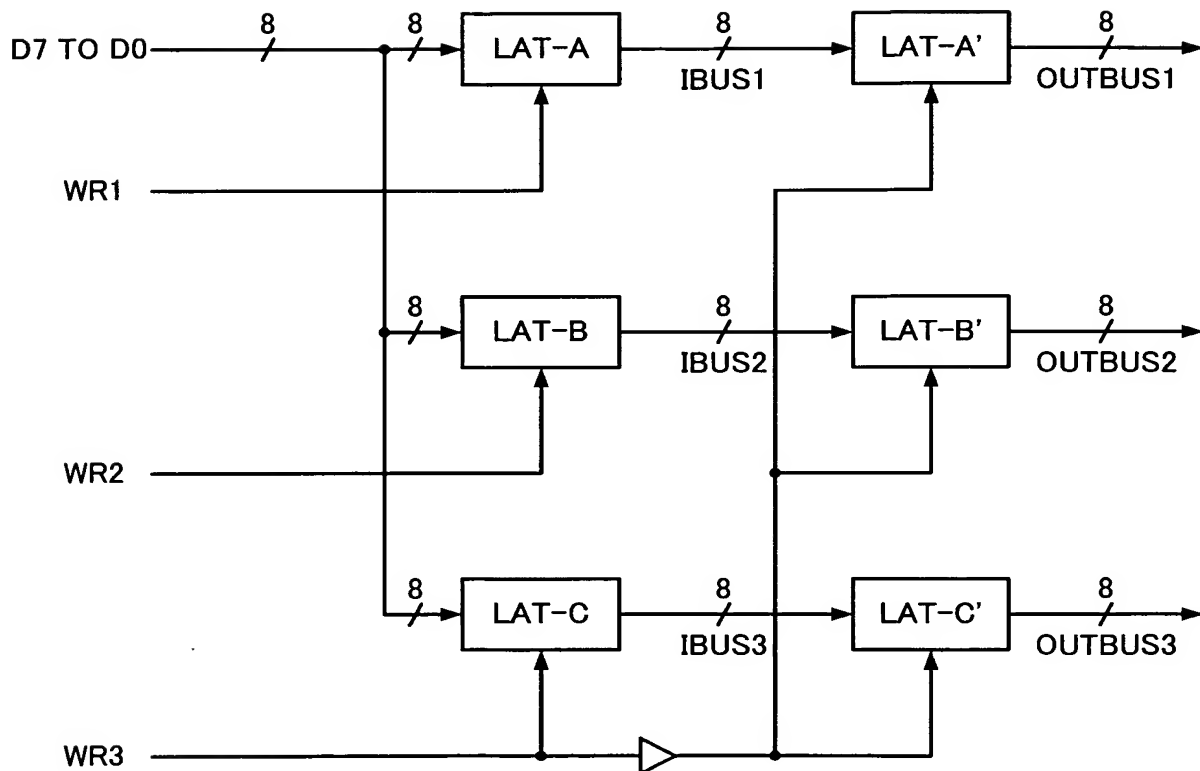 8 8 8 8
D7 TO D0 LAT-A LAT-A'
IBUS1 OUTBUS1
WR1
8 8 8
LAT-B LAT-B'
IBUS2 OUTBUS2
WR2
8 8 8
LAT-C LAT-C'
IBUS3 OUTBUS3
WR3